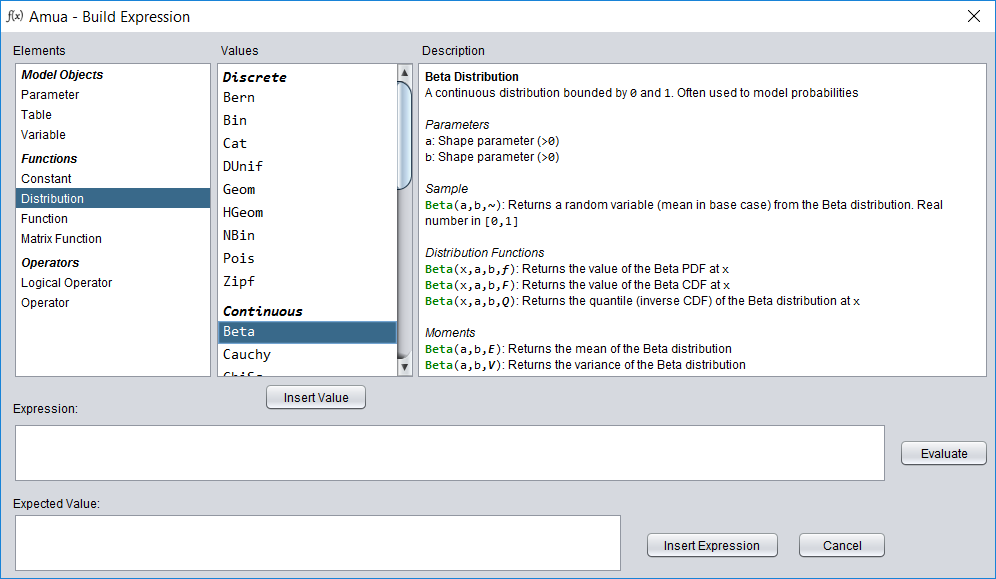 f(x) Amua - Build Expression
Elements
Values
Description
Model Objects
Parameter
Table
Variable
Functions
Constant
Distribution
Function
Matrix Function
Operators
Logical Operator
Operator
Discrete
Bern
Bin
Cat
DUnif
Geom
HGeom
NBin
Pois
Zipf
Continuous
Beta
Cauchy
Beta Distribution
A continuous distribution bounded by 0 and 1. Often used to model probabilities
Parameters
a: Shape parameter (>0)
b: Shape parameter (>0)
Sample
Beta(a,b,~): Returns a random variable (mean in base case) from the Beta distribution. Real
number in [0,1]
Distribution Functions
Beta(x,a,b,ƒ): Returns the value of the Beta PDF at x
Beta(x,a,b,F): Returns the value of the Beta CDF at x
Beta(x,a,b,Q): Returns the quantile (inverse CDF) of the Beta distribution at x
Moments
Beta(a,b,E): Returns the mean of the Beta distribution
Beta(a,b,V): Returns the variance of the Beta distribution
Insert Value
Expression:
Evaluate
Expected Value:
Insert Expression
Cancel